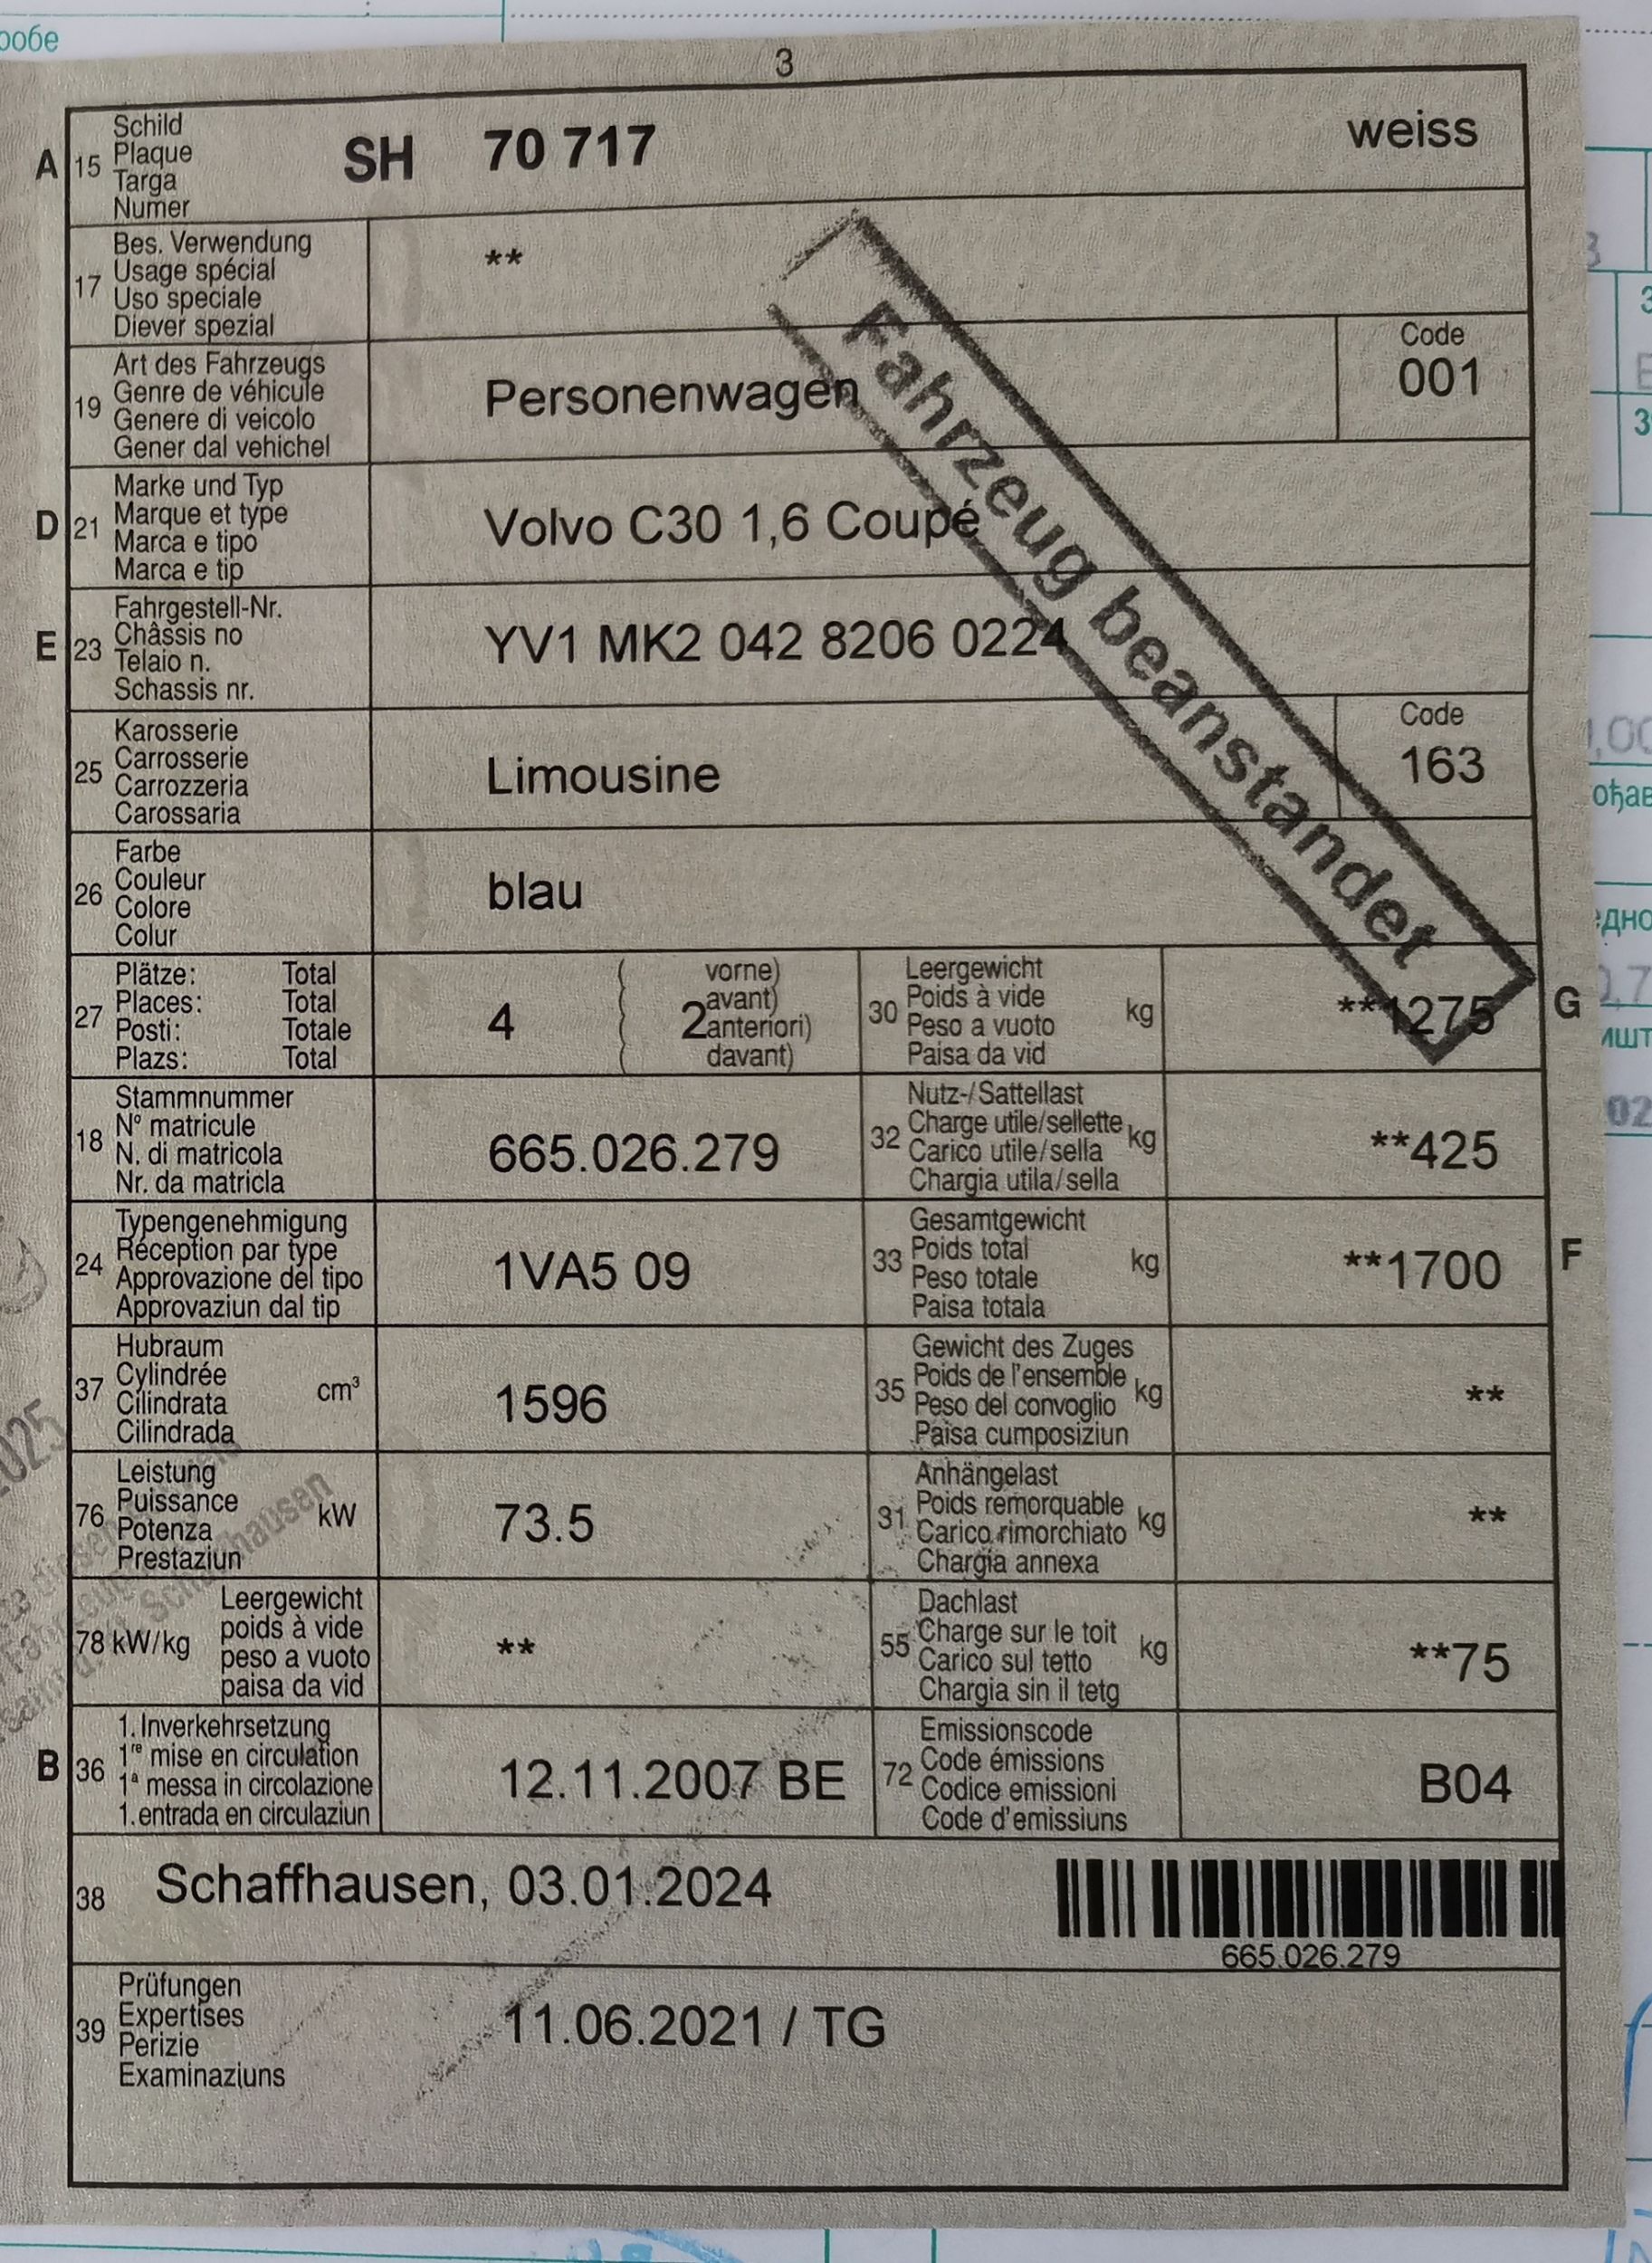 робе
3
A 15 Schild SH 70 717 weiss
Plaque
Targa
Numer
17 Bes. Verwendung **
Usage spécial
Uso speciale
Diever spezial
19 Art des Fahrzeugs Personenwagen Code 001
Genre de véhicule
Genere di veicolo
Gener dal vehichel
D 21 Marke und Typ Volvo C30 1,6 Coupé
Marque et type
Marca e tipo
Marca e tip
E 23 Fahrgestell-Nr. YV1 MK2 042 8206 0224
Châssis no
Telaio n.
Schassis nr.
25 Karosserie Limousine Code 163
Carrosserie
Carrozzeria
Carossaria
26 Farbe blau
Couleur
Colore
Colur
Fahrzeug beanstandet
27 Plätze: Total 4 ( vorne)
Places: Total ( 2 avant)
Posti: Totale ( anteriori)
Plazs: Total ( davant)
30 Leergewicht kg **1275 G
Poids à vide
Peso a vuoto
Paisa da vid
18 Stammnummer 665.026.279
N° matricule
N. di matricola
Nr. da matricla
32 Nutz-/Sattellast kg **425
Charge utile/sellette
Carico utile/sella
Chargia utila/sella
24 Typengenehmigung 1VA5 09
Réception par type
Approvazione del tipo
Approvaziun dal tip
33 Gesamtgewicht kg **1700 F
Poids total
Peso totale
Paisa totala
37 Hubraum cm³ 1596
Cylindrée
Cilindrata
Cilindrada
35 Gewicht des Zuges kg **
Poids de l'ensemble
Peso del convoglio
Paisa cumposiziun
76 Leistung kW 73.5
Puissance
Potenza
Prestaziun
31 Anhängelast kg **
Poids remorquable
Carico rimorchiato
Chargia annexa
78 kW/kg Leergewicht **
poids à vide
peso a vuoto
paisa da vid
55 Dachlast kg **75
Charge sur le toit
Carico sul tetto
Chargia sin il tetg
B 36 1. Inverkehrsetzung 12.11.2007 BE
1re mise en circulation
1a messa in circolazione
1. entrada en circulaziun
72 Emissionscode B04
Code émissions
Codice emissioni
Code d'emissiuns
38 Schaffhausen, 03.01.2024
665.026.279
39 Prüfungen 11.06.2021 / TG
Expertises
Perizie
Examinaziuns